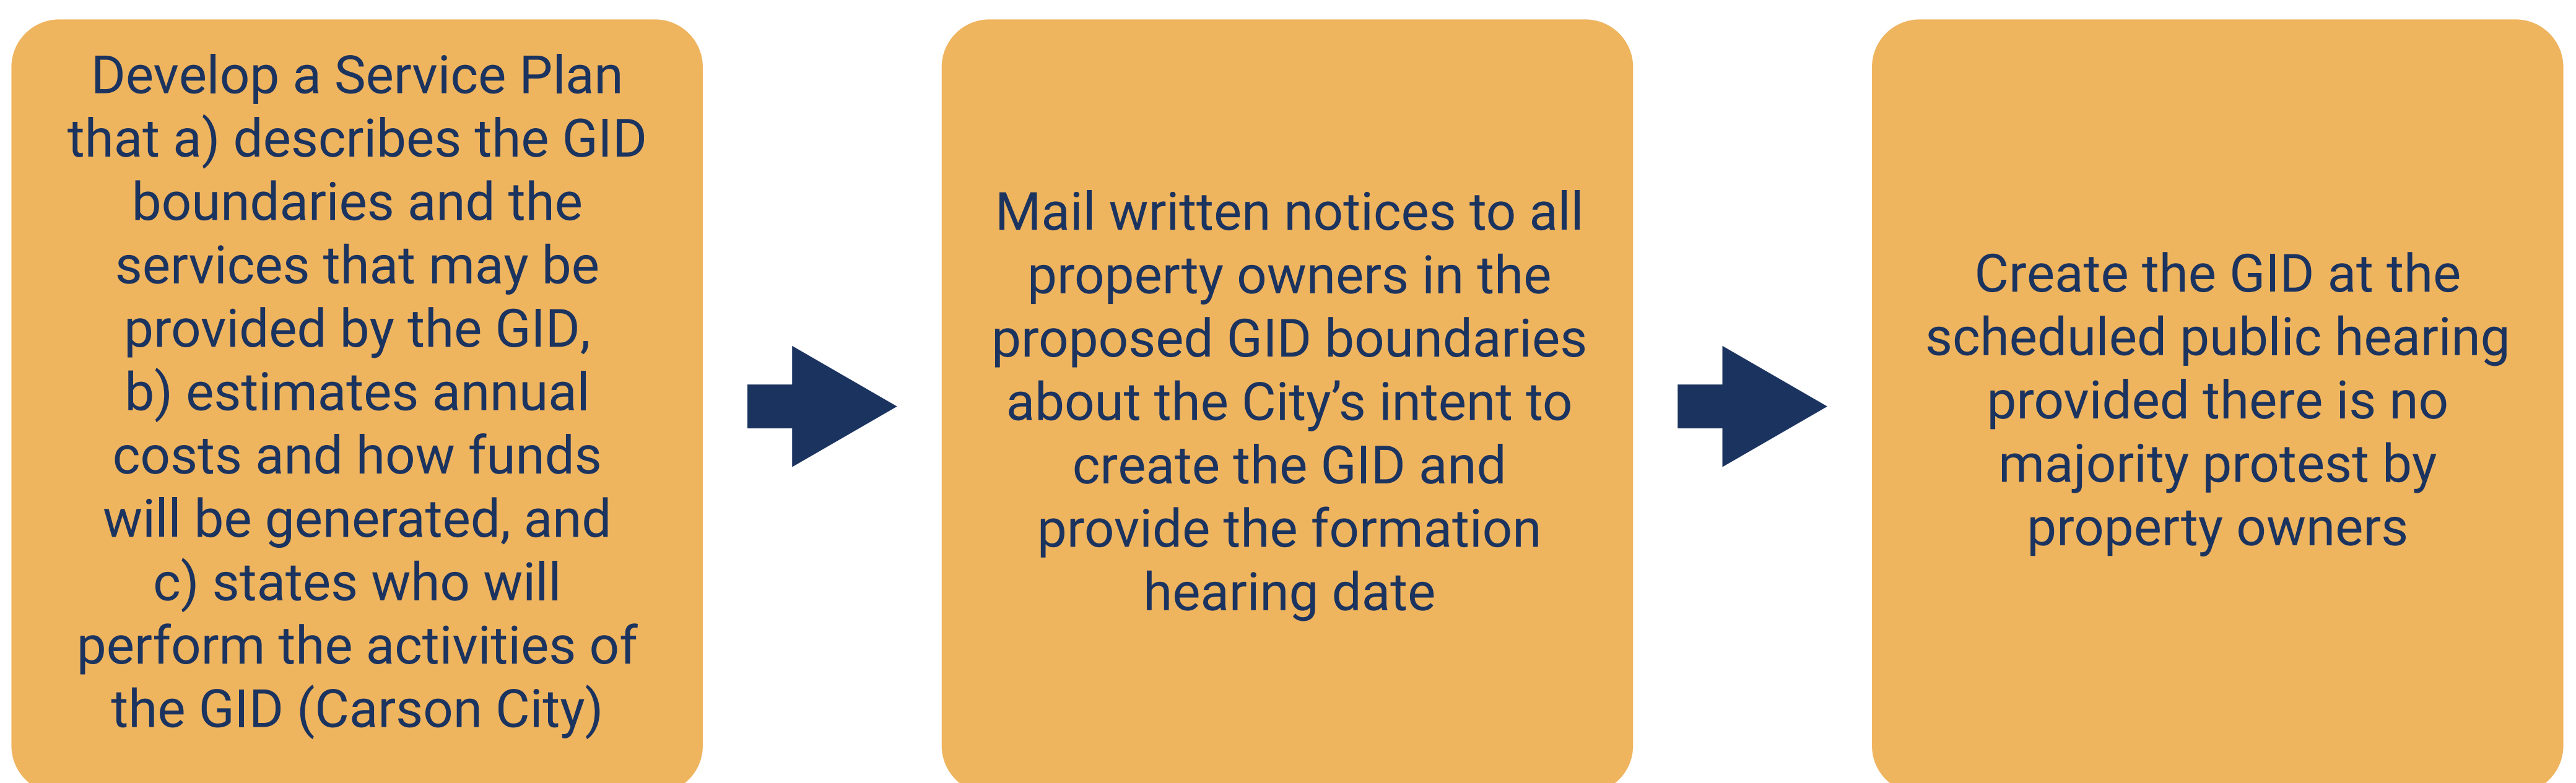 Develop a Service Plan
that a) describes the GID
boundaries and the
services that may be
provided by the GID,
b) estimates annual
costs and how funds
will be generated, and
c) states who will
perform the activities of
the GID (Carson City)
Mail written notices to all
property owners in the
proposed GID boundaries
about the City’s intent to
create the GID and
provide the formation
hearing date
Create the GID at the
scheduled public hearing
provided there is no
majority protest by
property owners